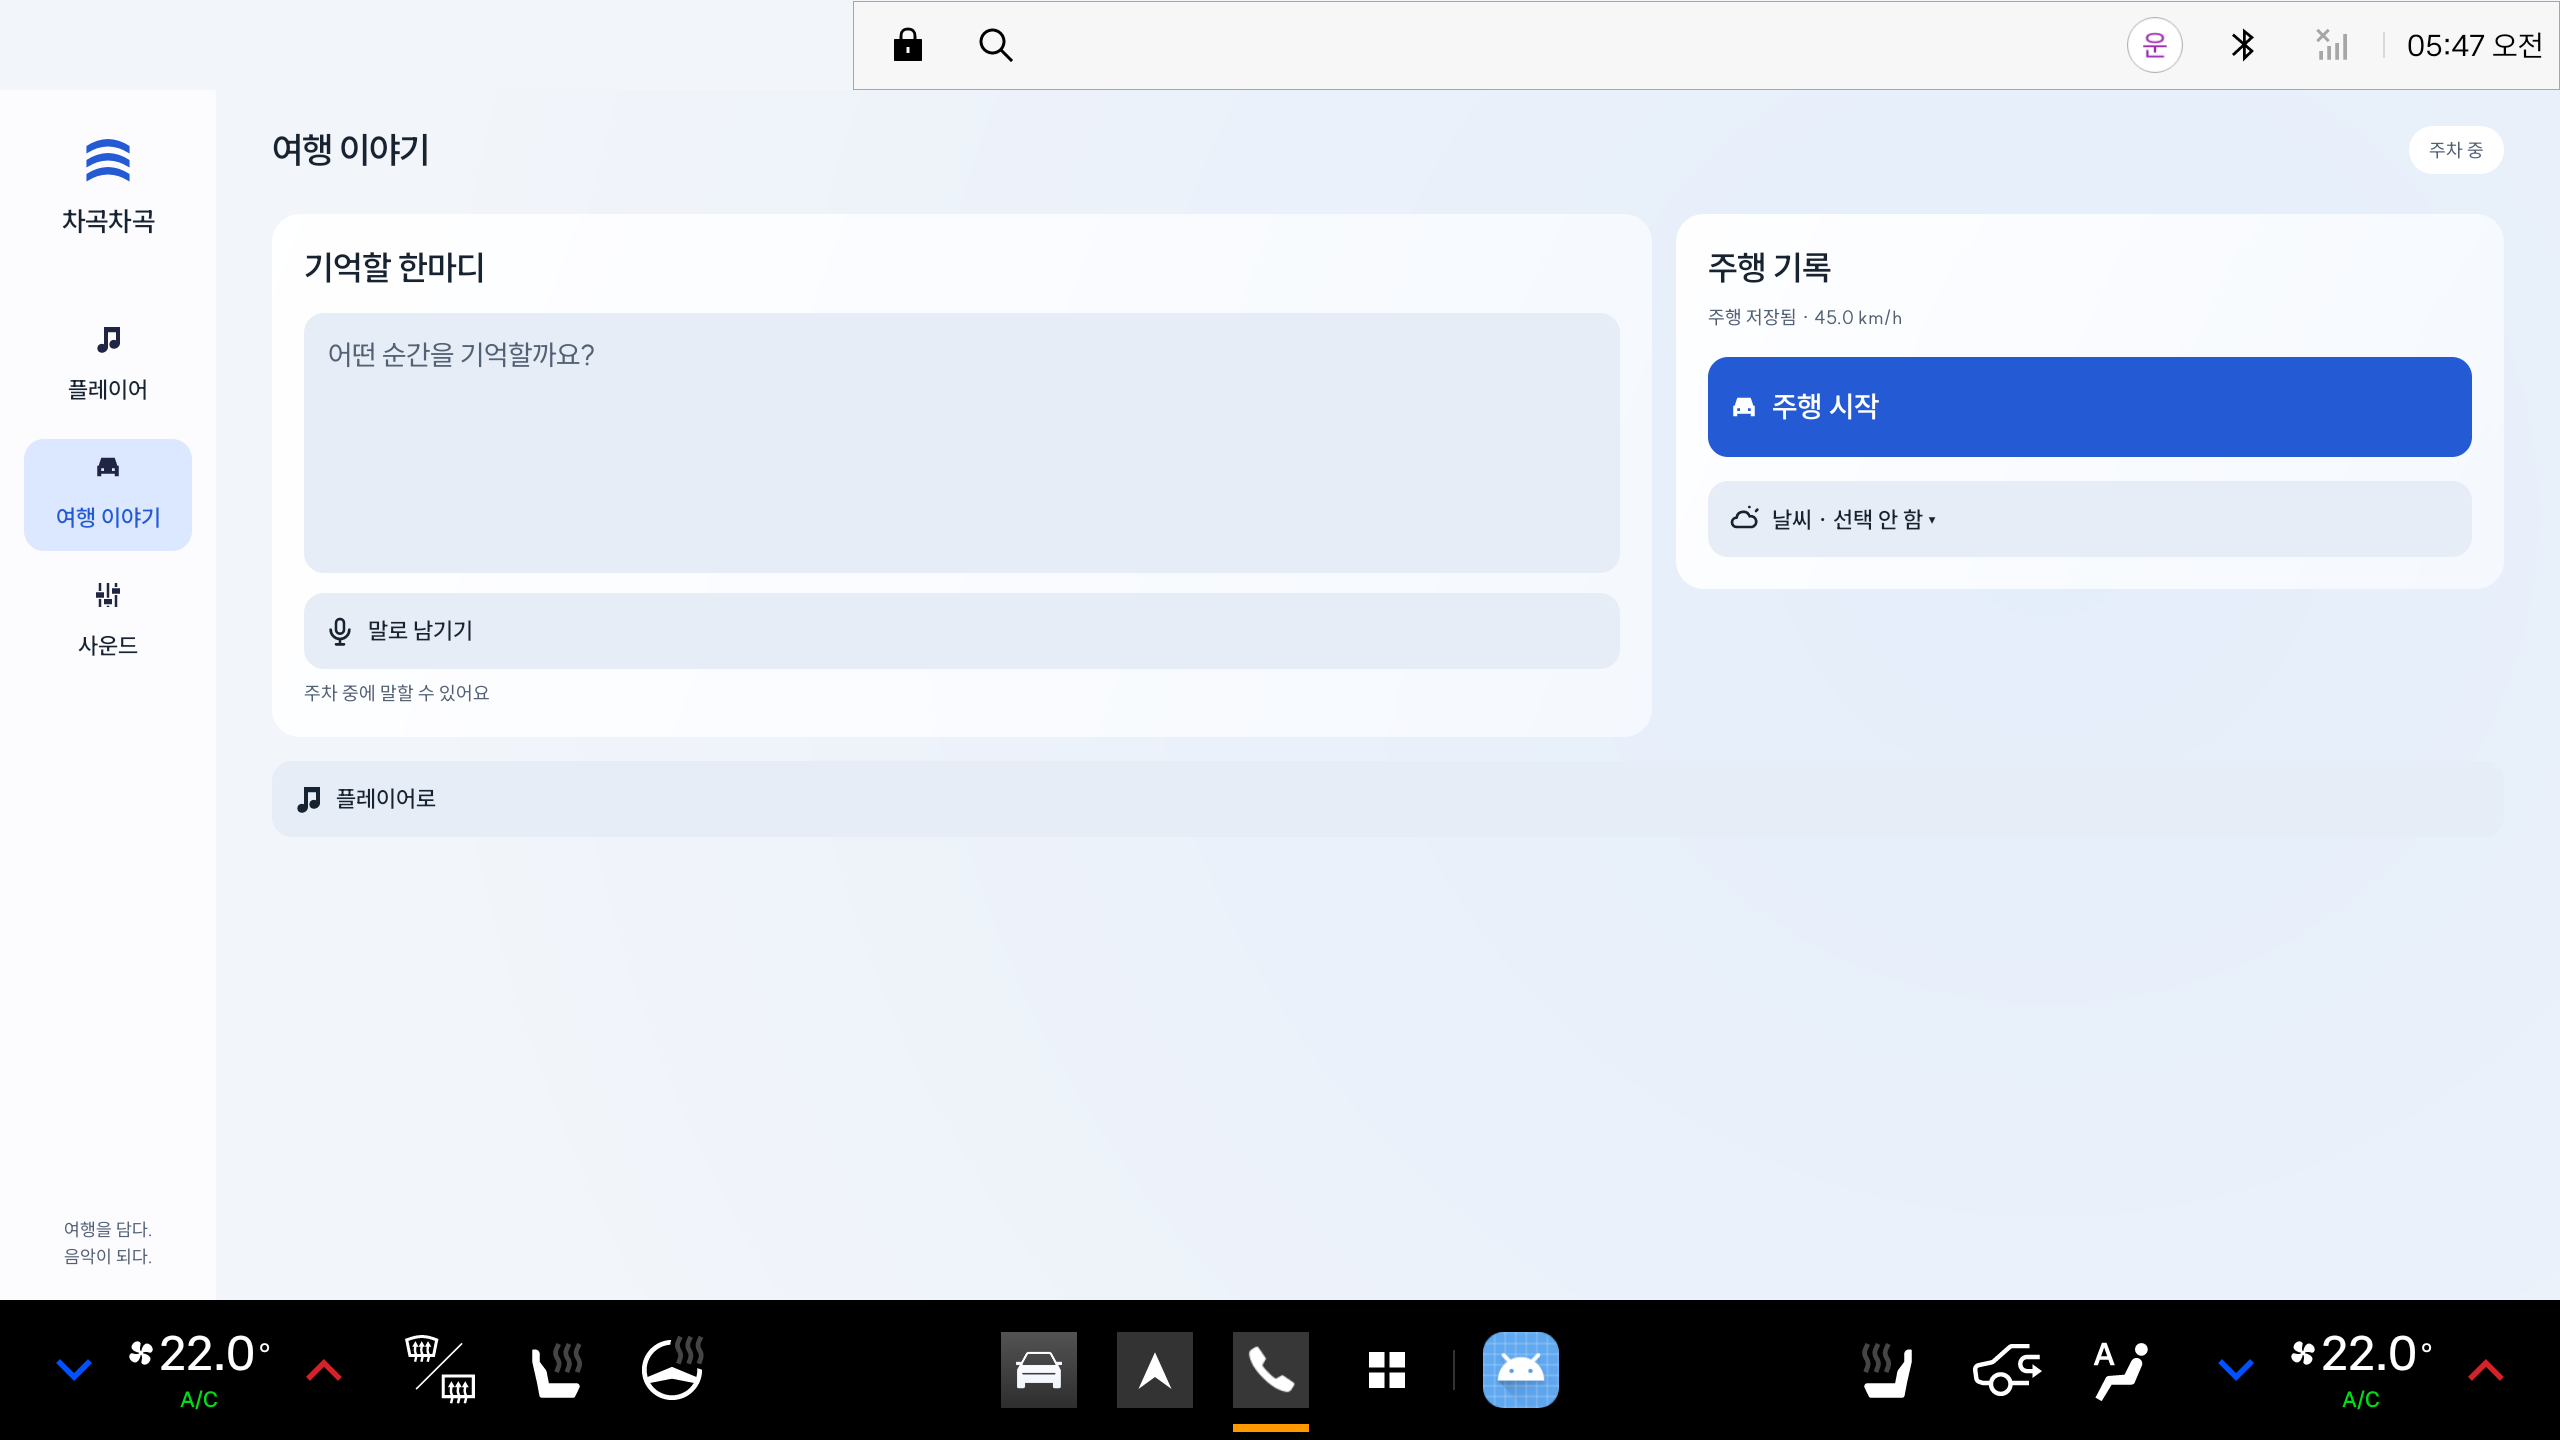 운
05:47 오전
차곡차곡
플레이어
여행 이야기
사운드
여행을 담다.
음악이 되다.
여행 이야기
주차 중
기억할 한마디
어떤 순간을 기억할까요?
말로 남기기
주차 중에 말할 수 있어요
주행 기록
주행 저장됨 · 45.0 km/h
주행 시작
날씨 · 선택 안 함 ▾
플레이어로
22.0°
A/C
A
22.0°
A/C